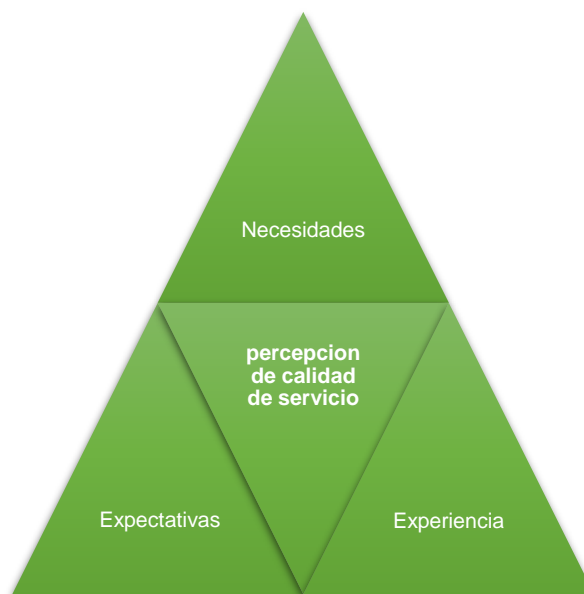 Necesidades
percepcion
de calidad
de servicio
Expectativas
Experiencia